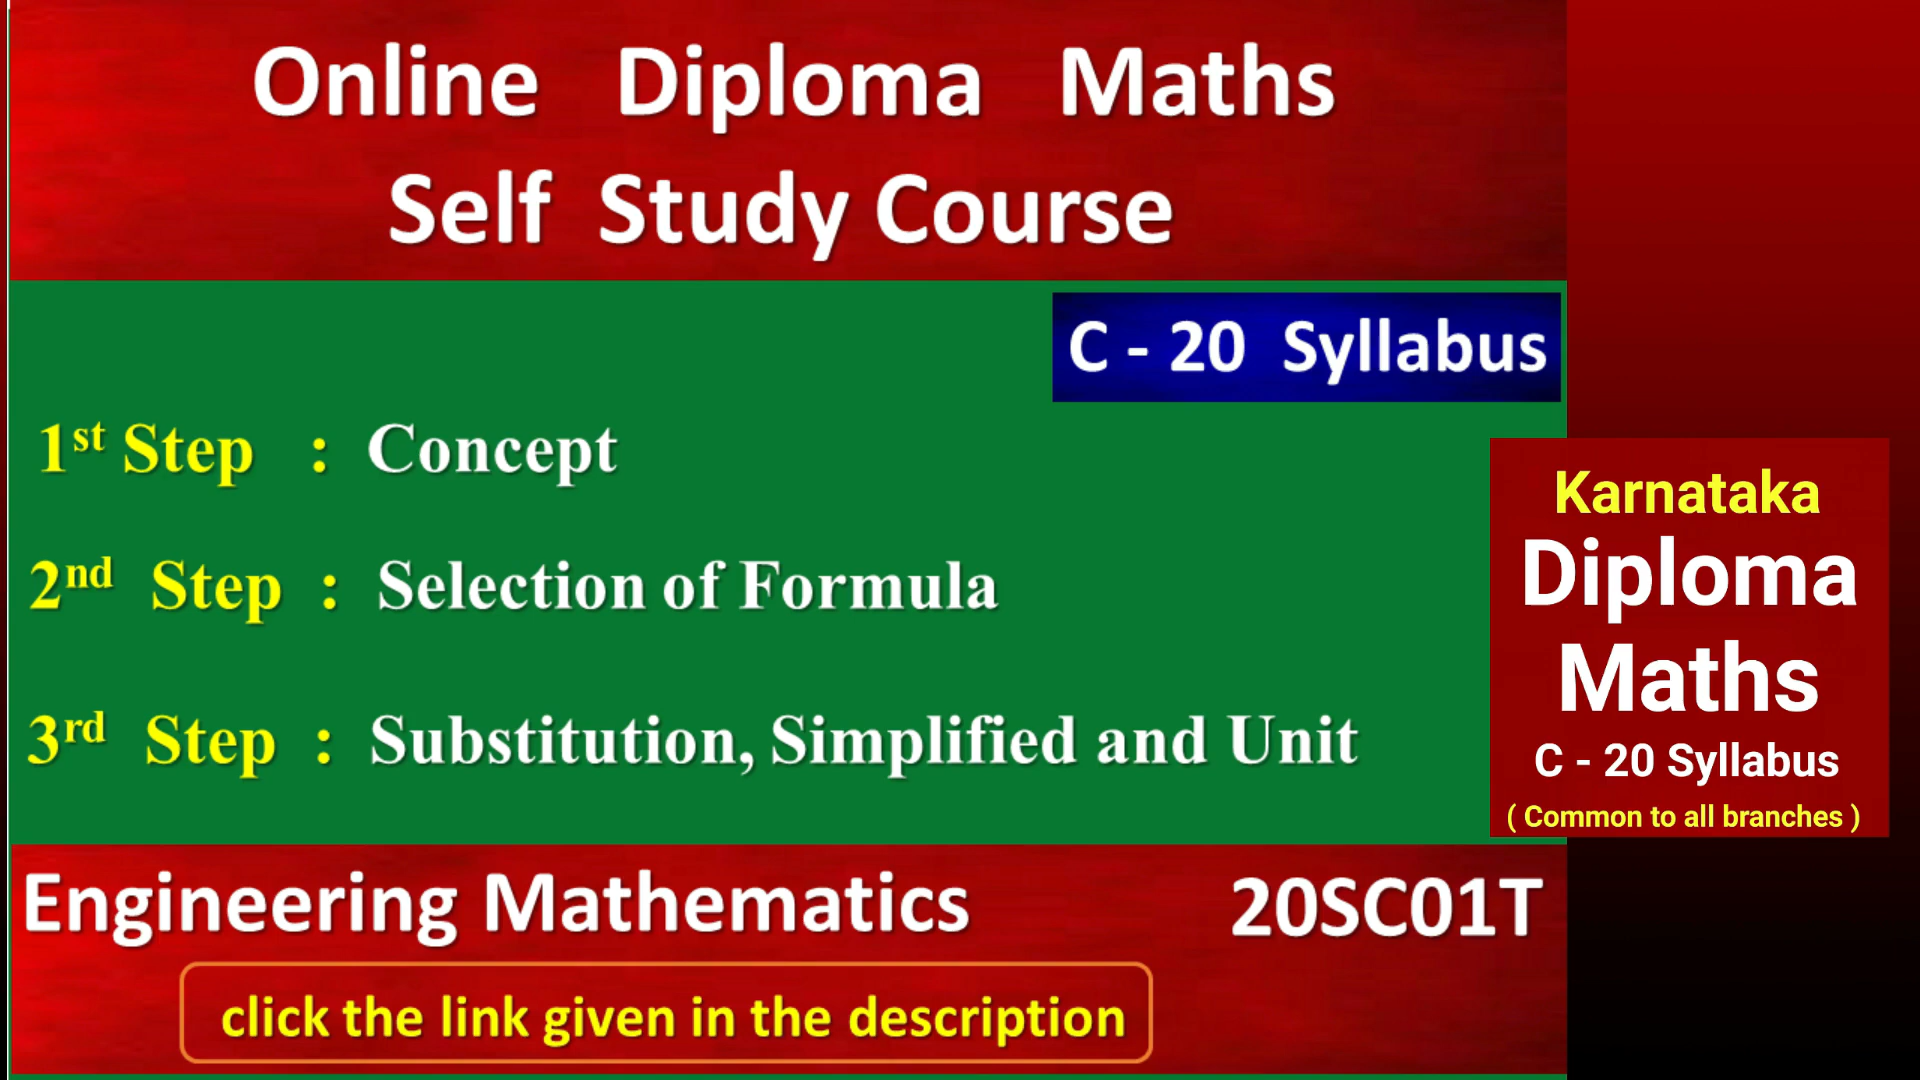 Online Diploma Maths
Self Study Course
C - 20 Syllabus
1st Step : Concept
2nd Step : Selection of Formula
3rd Step : Substitution, Simplified and Unit
Karnataka
Diploma
Maths
C - 20 Syllabus
( Common to all branches )
Engineering Mathematics 20SC01T
click the link given in the description